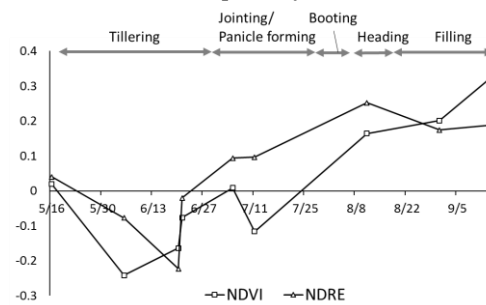 Jointing/ Booting
Tillering Panicle forming Heading Filling
0.4
0.3
0.2
0.1
0
5/16 5/30 6/13 6/27 7/11 7/25 8/8 8/22 9/5
-0.1
-0.2
-0.3
NDVI NDRE